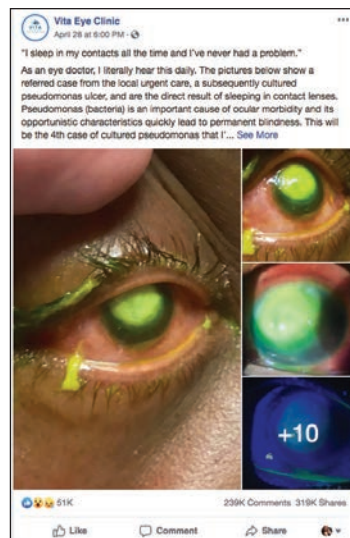 Vita Eye Clinic
April 28 at 6:00 PM ·
"I sleep in my contacts all the time and I've never had a problem."
As an eye doctor, I literally hear this daily. The pictures below show a
referred case from the local urgent care, a subsequently cultured
pseudomonas ulcer, and are the direct result of sleeping in contact lenses.
Pseudomonas (bacteria) is an important cause of ocular morbidity and its
opportunistic characteristics quickly lead to permanent blindness. This will
be the 4th case of cultured pseudomonas that I'... See More
+10
51K
239K Comments 319K Shares
Like Comment Share